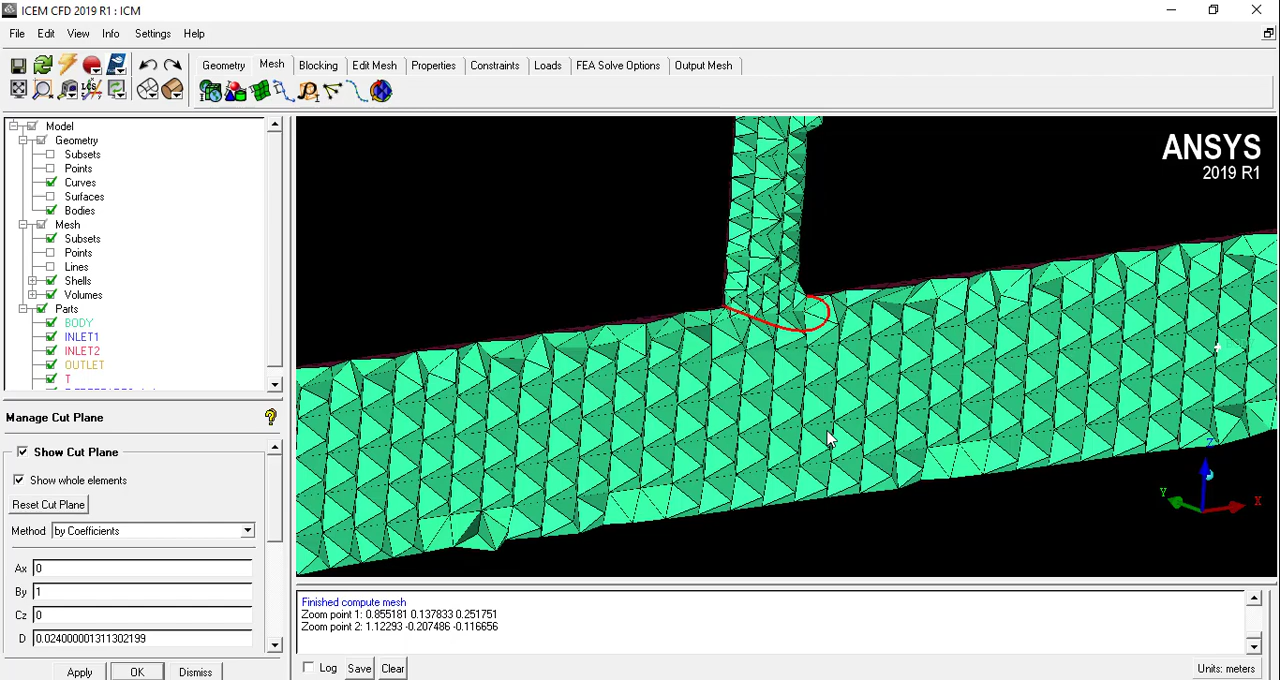 ICEM CFD 2019 R1 : ICM
File Edit View Info Settings Help
Geometry Mesh Blocking Edit Mesh Properties Constraints Loads FEA Solve Options Output Mesh
LCS
Model
Geometry
Subsets
Points
Curves
Surfaces
Bodies
Mesh
Subsets
Points
Lines
Shells
Volumes
Parts
BODY
INLET1
INLET2
OUTLET
T
Manage Cut Plane
Show Cut Plane
Show whole elements
Reset Cut Plane
Method by Coefficients
Ax 0
By 1
Cz 0
D 0.024000001311302199
Apply OK Dismiss
ANSYS
2019 R1
Z
Y
X
Finished compute mesh
Zoom point 1: 0.855181 0.137833 0.251751
Zoom point 2: 1.12293 -0.207486 -0.116656
Log Save Clear
Units: meters